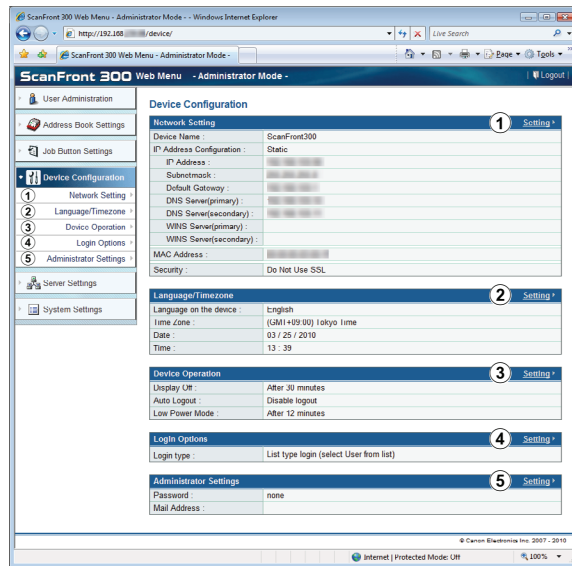 ScanFront 300 Web Menu - Administrator Mode - - Windows Internet Explorer
http://192.168 /device/
Live Search
ScanFront 300 Web Menu - Administrator Mode -
Page
Tools
ScanFront 300 Web Menu - Administrator Mode -
Logout
User Administration
Address Book Settings
Job Button Settings
Device Configuration
1 Network Setting
2 Language/Timezone
3 Device Operation
4 Login Options
5 Administrator Settings
Server Settings
System Settings
Device Configuration
Network Setting 1 Setting
Device Name : ScanFront300
IP Address Configuration : Static
IP Address :
Subnetmask :
Default Gateway :
DNS Server(primary) :
DNS Server(secondary) :
WINS Server(primary) :
WINS Server(secondary) :
MAC Address :
Security : Do Not Use SSL
Language/Timezone 2 Setting
Language on the device : English
Time Zone : (GMT+09:00) Tokyo Time
Date : 03 / 25 / 2010
Time : 13 : 39
Device Operation 3 Setting
Display Off : After 30 minutes
Auto Logout : Disable logout
Low Power Mode : After 12 minutes
Login Options 4 Setting
Login type : List type login (select User from list)
Administrator Settings 5 Setting
Password : none
Mail Address :
© Canon Electronics Inc. 2007 - 2010
Internet | Protected Mode: Off
100%